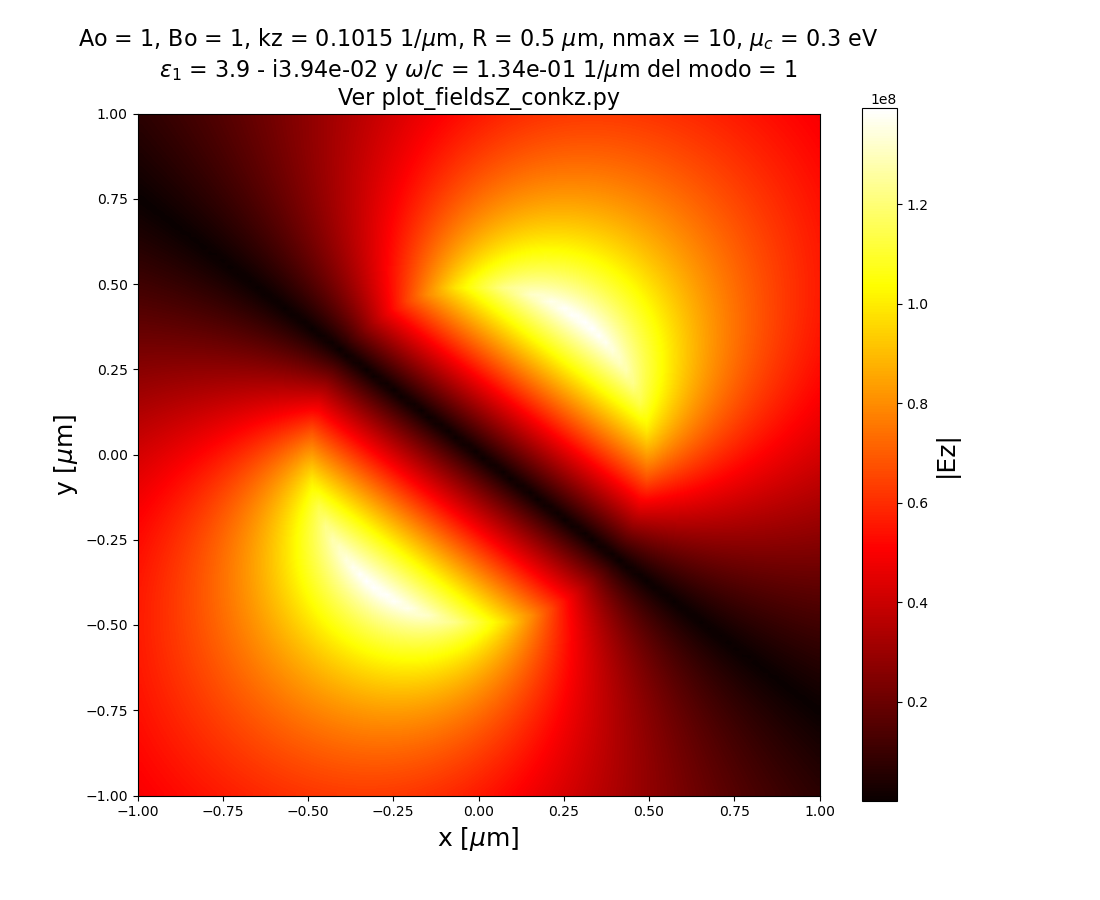 Ao = 1, Bo = 1, kz = 0.1015 1/μm, R = 0.5 μm, nmax = 10, μc = 0.3 eV
ε1 = 3.9 - i3.94e-02 y ω/c = 1.34e-01 1/μm del modo = 1
Ver plot_fieldsZ_conkz.py
1e8
1.00
0.75
0.50
0.25
0.00
−0.25
−0.50
−0.75
−1.00
y [μm]
−1.00 −0.75 −0.50 −0.25 0.00 0.25 0.50 0.75 1.00
x [μm]
1.2
1.0
0.8
0.6
0.4
0.2
|Ez|